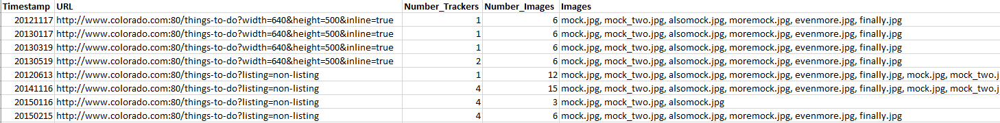 Timestamp URL Number_Trackers Number_Images Images
20121117 http://www.colorado.com:80/things-to-do?width=640&height=500&inline=true 1 6 mock.jpg, mock_two.jpg, alsomock.jpg, moremock.jpg, evenmore.jpg, finally.jpg
20130117 http://www.colorado.com:80/things-to-do?width=640&height=500&inline=true 1 6 mock.jpg, mock_two.jpg, alsomock.jpg, moremock.jpg, evenmore.jpg, finally.jpg
20130319 http://www.colorado.com:80/things-to-do?width=640&height=500&inline=true 1 6 mock.jpg, mock_two.jpg, alsomock.jpg, moremock.jpg, evenmore.jpg, finally.jpg
20130519 http://www.colorado.com:80/things-to-do?width=640&height=500&inline=true 2 6 mock.jpg, mock_two.jpg, alsomock.jpg, moremock.jpg, evenmore.jpg, finally.jpg
20120613 http://www.colorado.com:80/things-to-do?listing=non-listing 1 12 mock.jpg, mock_two.jpg, alsomock.jpg, moremock.jpg, evenmore.jpg, finally.jpg, mock.jpg, mock_two.j
20141116 http://www.colorado.com:80/things-to-do?listing=non-listing 4 15 mock.jpg, mock_two.jpg, alsomock.jpg, moremock.jpg, evenmore.jpg, finally.jpg, mock.jpg, mock_two.j
20150116 http://www.colorado.com:80/things-to-do?listing=non-listing 4 3 mock.jpg, mock_two.jpg, alsomock.jpg
20150215 http://www.colorado.com:80/things-to-do?listing=non-listing 4 6 mock.jpg, mock_two.jpg, alsomock.jpg, moremock.jpg, evenmore.jpg, finally.jpg